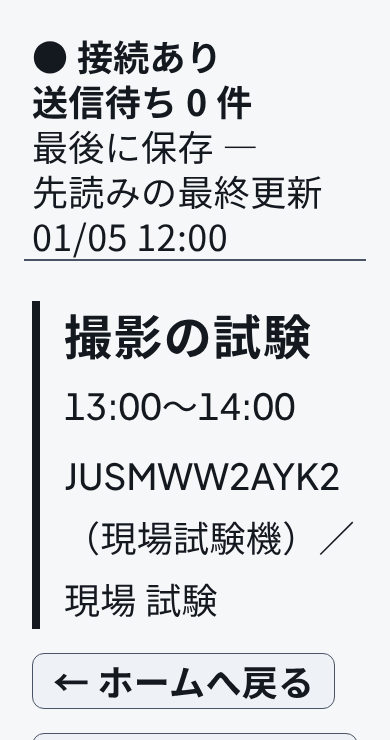 ● 接続あり
送信待ち 0 件
最後に保存 —
先読みの最終更新
01/05 12:00
撮影の試験
13:00〜14:00
JUSMWW2AYK2
（現場試験機）／
現場 試験
← ホームへ戻る